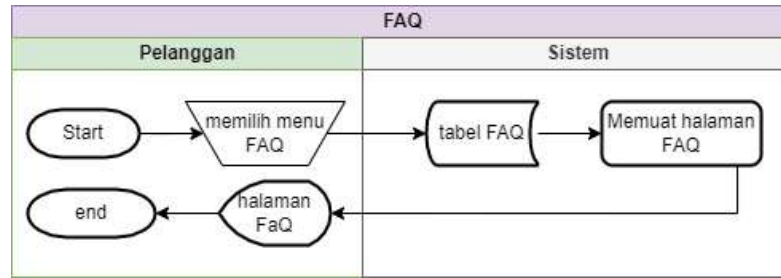 FAQ
Pelanggan
Sistem
Start
memilih menu
FAQ
tabel FAQ
Memuat halaman
FAQ
end
halaman
FaQ